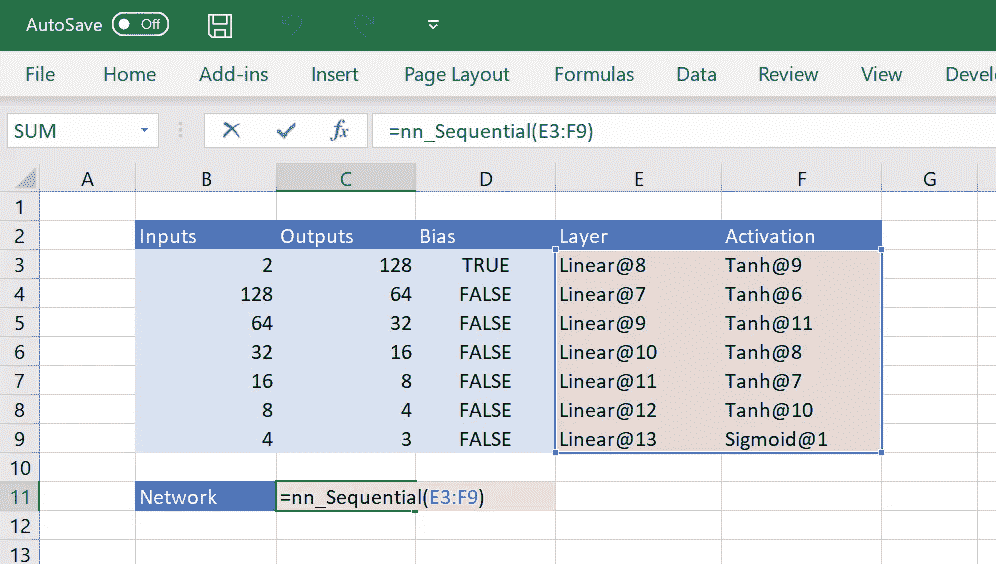 AutoSave Off
File Home Add-ins Insert Page Layout Formulas Data Review View Devel
SUM fx =nn_Sequential(E3:F9)
A B C D E F G
1
2 Inputs Outputs Bias Layer Activation
3 2 128 TRUE Linear@8 Tanh@9
4 128 64 FALSE Linear@7 Tanh@6
5 64 32 FALSE Linear@9 Tanh@11
6 32 16 FALSE Linear@10 Tanh@8
7 16 8 FALSE Linear@11 Tanh@7
8 8 4 FALSE Linear@12 Tanh@10
9 4 3 FALSE Linear@13 Sigmoid@1
10
11 Network =nn_Sequential(E3:F9)
12
13